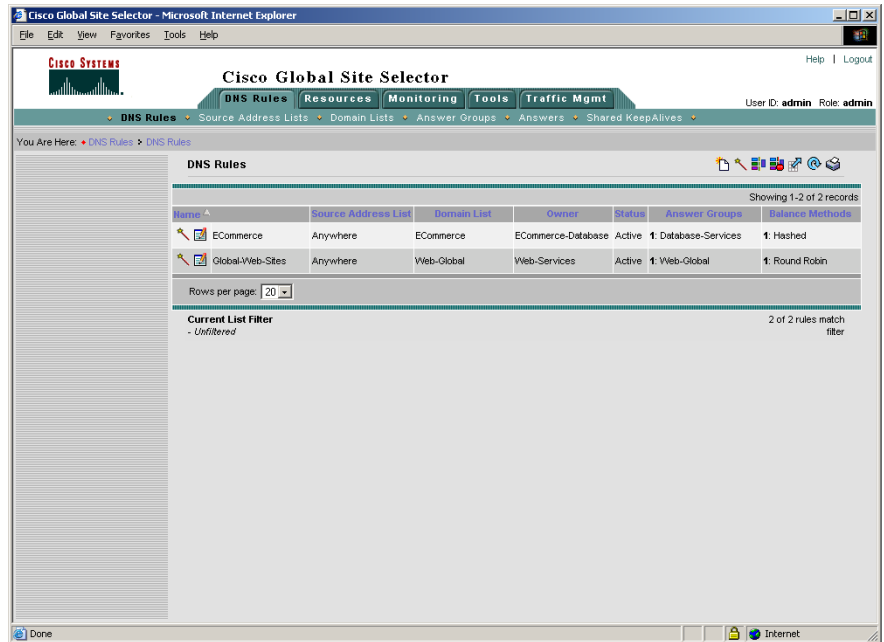 Cisco Global Site Selector - Microsoft Internet Explorer
File Edit View Favorites Tools Help
Help | Logout
CISCO SYSTEMS
Cisco Global Site Selector
DNS Rules Resources Monitoring Tools Traffic Mgmt
User ID: admin Role: admin
DNS Rules Source Address Lists Domain Lists Answer Groups Answers Shared KeepAlives
You Are Here: DNS Rules DNS Rules
DNS Rules
Showing 1-2 of 2 records
Name Source Address List Domain List Owner Status Answer Groups Balance Methods
ECommerce Anywhere ECommerce ECommerce-Database Active 1: Database-Services 1: Hashed
Global-Web-Sites Anywhere Web-Global Web-Services Active 1: Web-Global 1: Round Robin
Rows per page: 20
Current List Filter 2 of 2 rules match
- Unfiltered filter
Done Internet